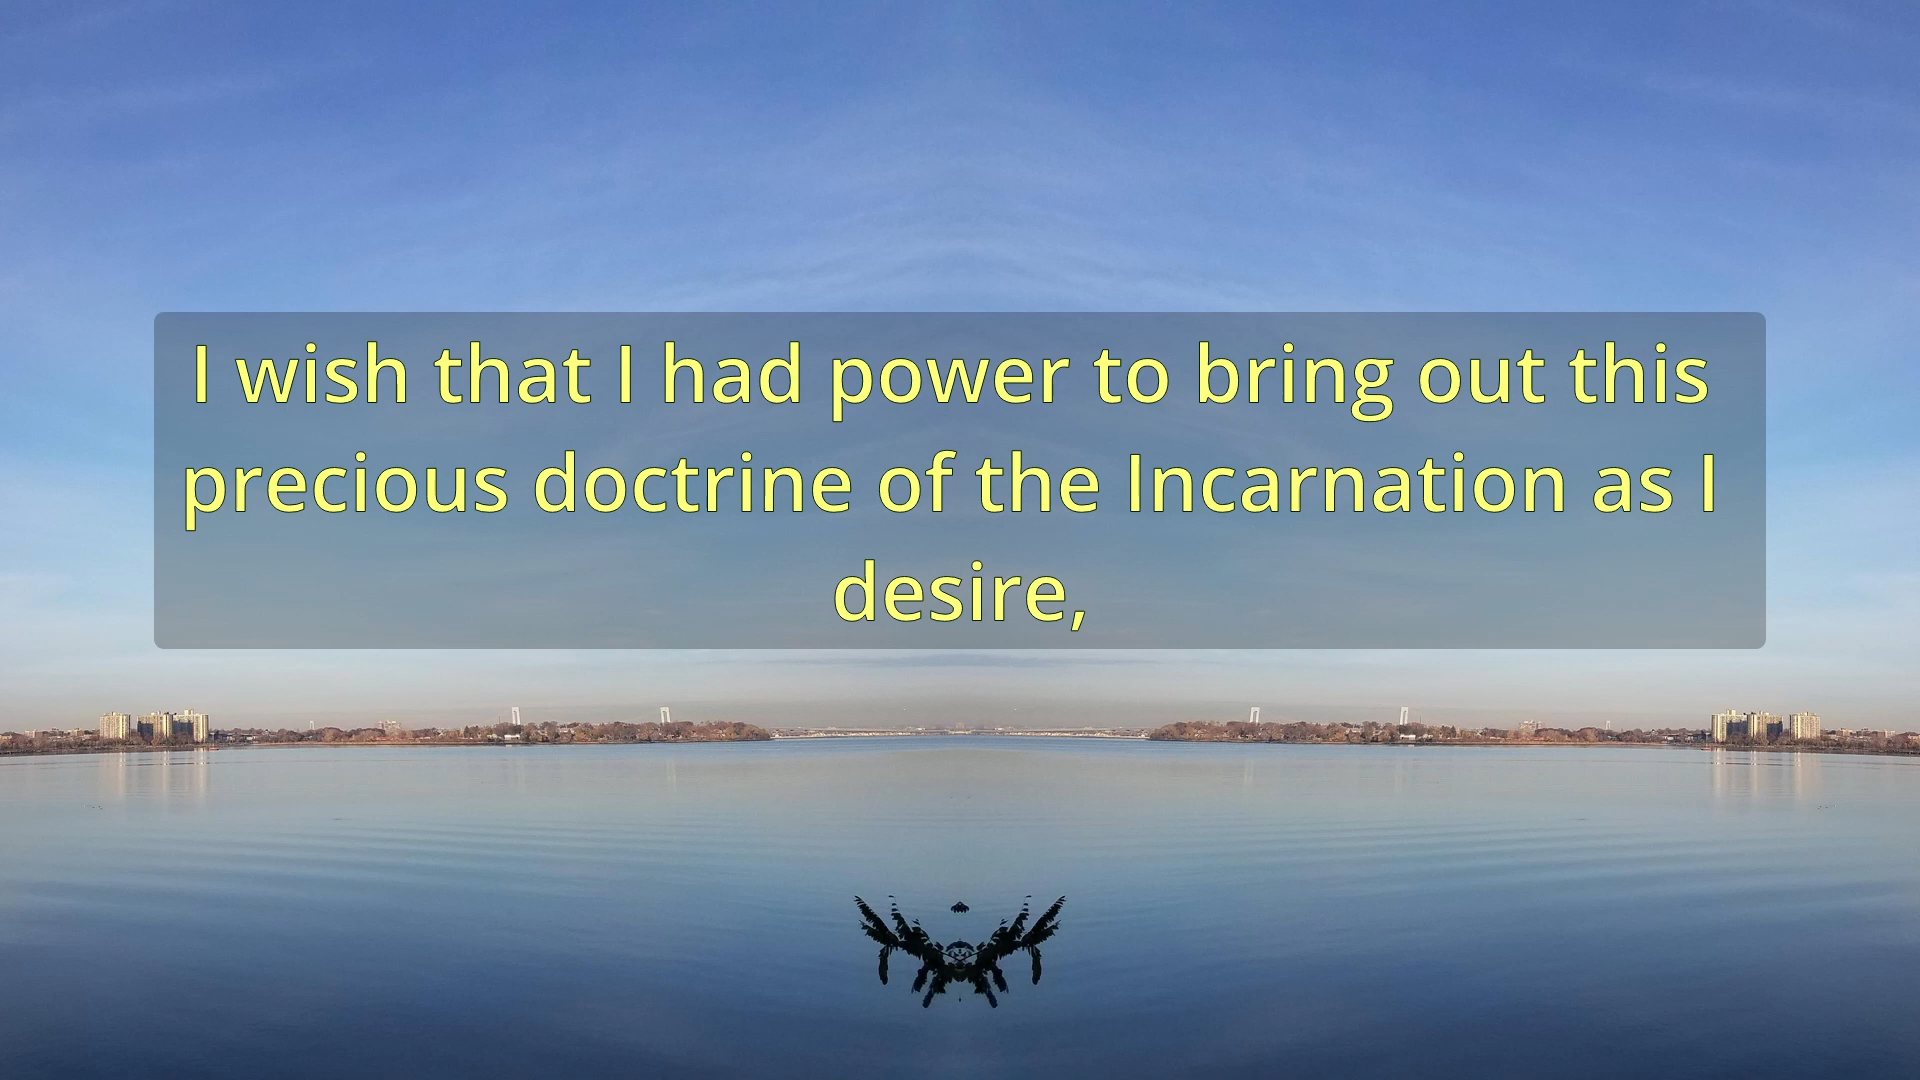 I wish that I had power to bring out this
precious doctrine of the Incarnation as I
desire,